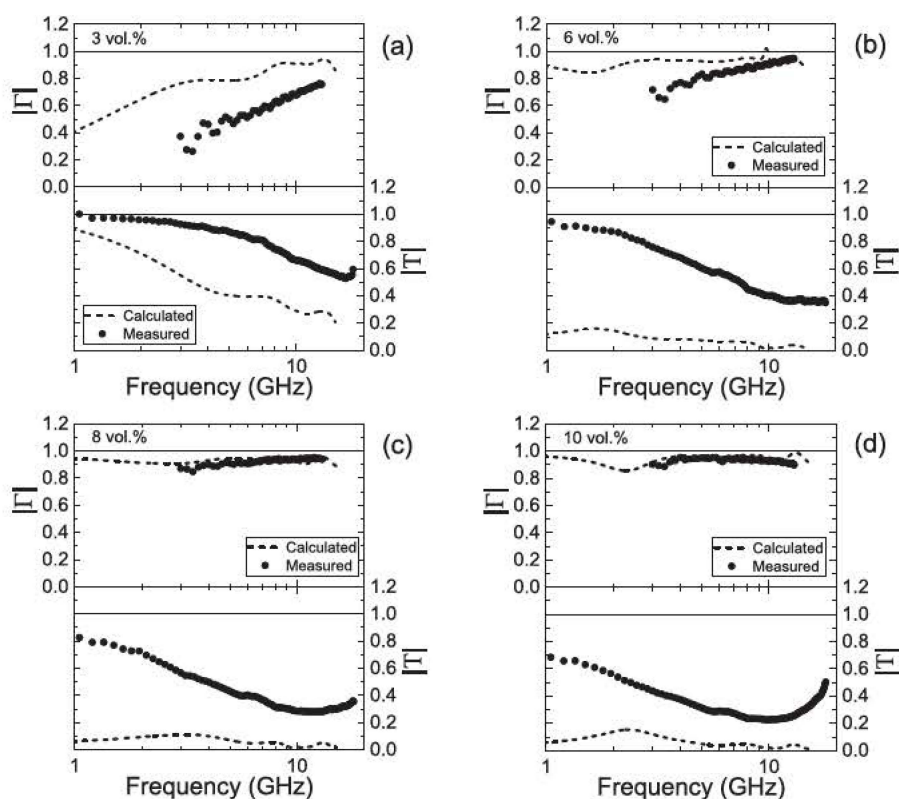 1.2
3 vol.%
(a)
1.0
0.8
|Γ|
0.6
0.4
0.2
0.0
1.2
1.0
0.8
|T|
0.6
Calculated
0.4
Measured
0.2
0.0
1
10
Frequency (GHz)
1.2
6 vol.%
(b)
1.0
0.8
|Γ|
0.6
0.4
Calculated
0.2
Measured
0.0
1.2
1.0
0.8
|T|
0.6
0.4
0.2
0.0
1
10
Frequency (GHz)
1.2
8 vol.%
(c)
1.0
0.8
|Γ|
0.6
0.4
Calculated
0.2
Measured
0.0
1.2
1.0
0.8
|T|
0.6
0.4
0.2
0.0
1
10
Frequency (GHz)
1.2
10 vol.%
(d)
1.0
0.8
|Γ|
0.6
0.4
Calculated
0.2
Measured
0.0
1.2
1.0
0.8
|T|
0.6
0.4
0.2
0.0
1
10
Frequency (GHz)